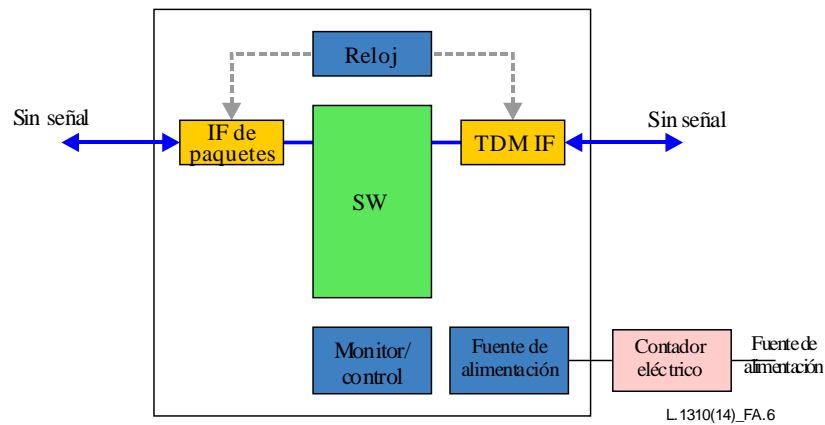 Reloj
Sin señal
IF de
paquetes
TDM IF
Sin señal
SW
Monitor/
control
Fuente de
alimentación
Contador
eléctrico
Fuente de
alimentación
L.1310(14)_FA.6